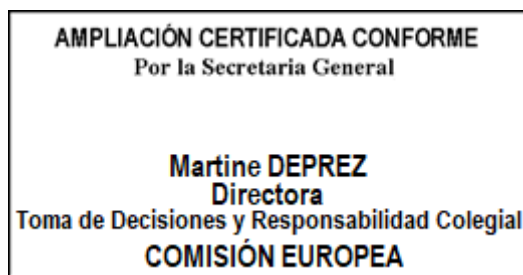 AMPLIACIÓN CERTIFICADA CONFORME
Por la Secretaria General
Martine DEPREZ
Directora
Toma de Decisiones y Responsabilidad Colegial
COMISIÓN EUROPEA